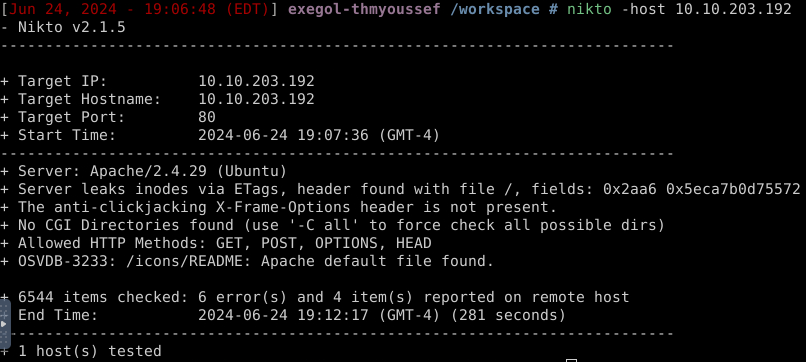 [Jun 24, 2024 - 19:06:48 (EDT)] exegol-thmyoussef /workspace # nikto -host 10.10.203.192
- Nikto v2.1.5
---------------------------------------------------------------------------
+ Target IP:          10.10.203.192
+ Target Hostname:    10.10.203.192
+ Target Port:        80
+ Start Time:         2024-06-24 19:07:36 (GMT-4)
---------------------------------------------------------------------------
+ Server: Apache/2.4.29 (Ubuntu)
+ Server leaks inodes via ETags, header found with file /, fields: 0x2aa6 0x5eca7b0d75572
+ The anti-clickjacking X-Frame-Options header is not present.
+ No CGI Directories found (use '-C all' to force check all possible dirs)
+ Allowed HTTP Methods: GET, POST, OPTIONS, HEAD
+ OSVDB-3233: /icons/README: Apache default file found.
+ 6544 items checked: 6 error(s) and 4 item(s) reported on remote host
End Time:           2024-06-24 19:12:17 (GMT-4) (281 seconds)
---------------------------------------------------------------------------
+ 1 host(s) tested